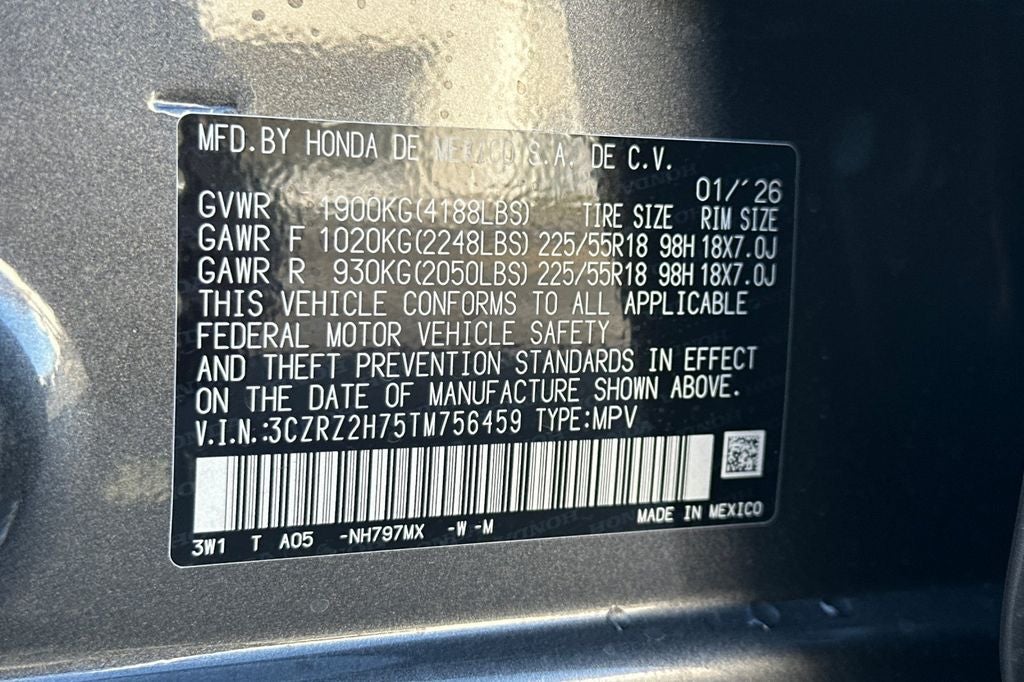 MFD.BY HONDA DE MEXICO S.A. DE C.V.
01/´26
GVWR 1900KG(4188LBS) TIRE SIZE RIM SIZE
GAWR F 1020KG(2248LBS) 225/55R18 98H 18X7.0J
GAWR R 930KG(2050LBS) 225/55R18 98H 18X7.0J
THIS VEHICLE CONFORMS TO ALL APPLICABLE
FEDERAL MOTOR VEHICLE SAFETY
AND THEFT PREVENTION STANDARDS IN EFFECT
ON THE DATE OF MANUFACTURE SHOWN ABOVE.
V.I.N.:3CZRZ2H75TM756459 TYPE:MPV
MADE IN MEXICO
3W1 T A05 -NH797MX -W -M